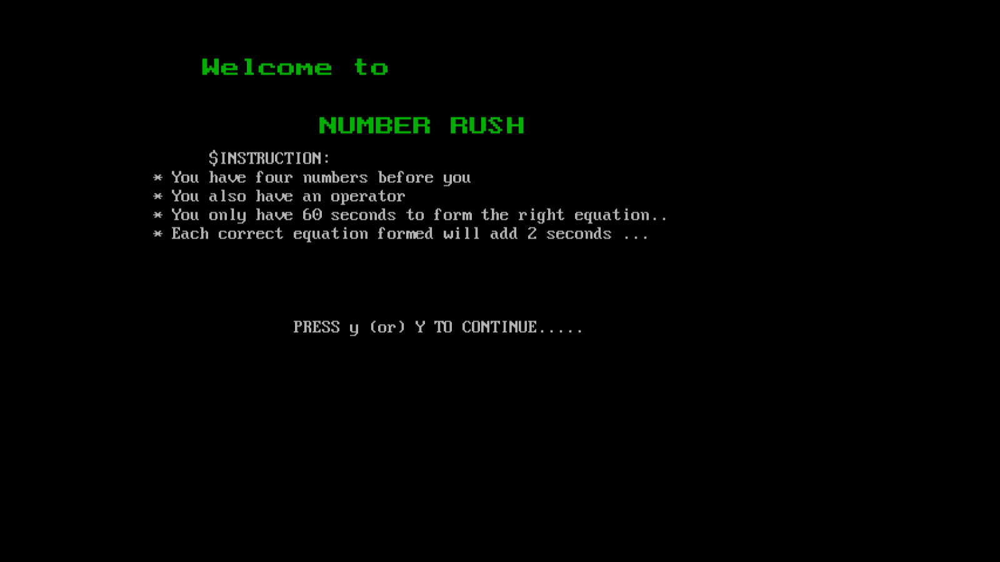 Welcome to
NUMBER RUSH
$INSTRUCTION:
* You have four numbers before you
* You also have an operator
* You only have 60 seconds to form the right equation..
* Each correct equation formed will add 2 seconds ...
PRESS y (or) Y TO CONTINUE.....